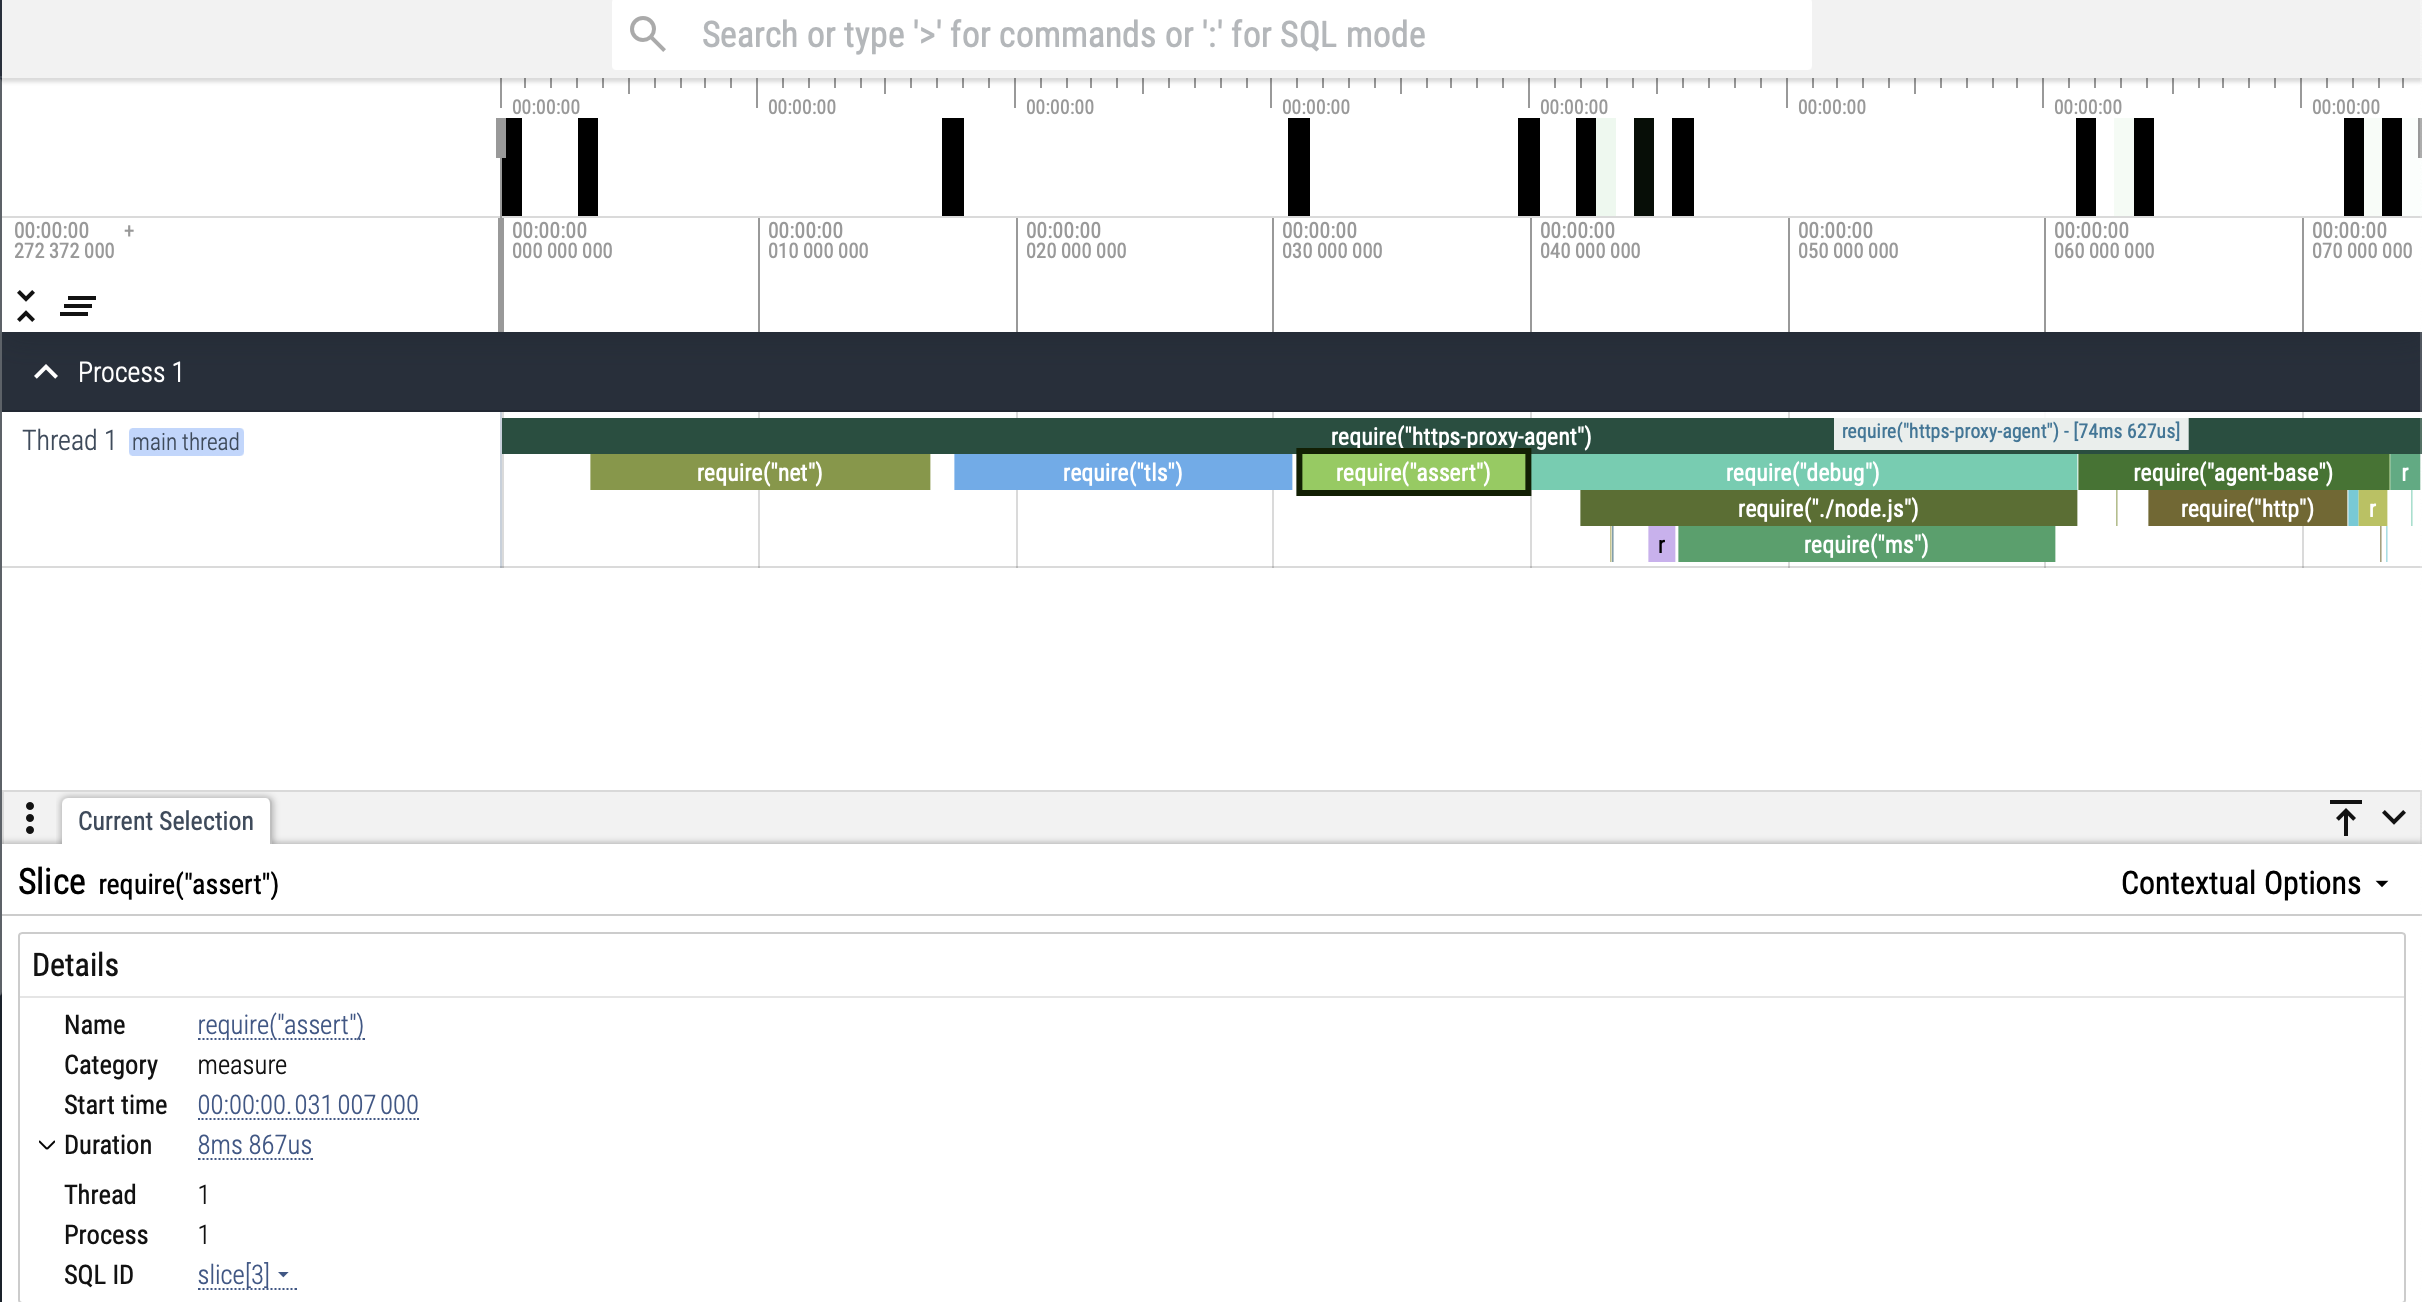 Search or type '>' for commands or ':' for SQL mode
00:00:00 00:00:00 00:00:00 00:00:00 00:00:00 00:00:00 00:00:00 00:00:00
00:00:00 + 00:00:00 00:00:00 00:00:00 00:00:00 00:00:00 00:00:00 00:00:00 00:00:00
272 372 000 000 000 000 010 000 000 020 000 000 030 000 000 040 000 000 050 000 000 060 000 000 070 000 000
Process 1
Thread 1 main thread
require("https-proxy-agent") require("https-proxy-agent") - [74ms 627us]
require("net") require("tls") require("assert") require("debug") require("agent-base") r
require("./node.js") require("http") r
r require("ms")
Current Selection
Slice require("assert") Contextual Options
Details
Name require("assert")
Category measure
Start time 00:00:00.031 007 000
Duration 8ms 867us
Thread 1
Process 1
SQL ID slice[3]